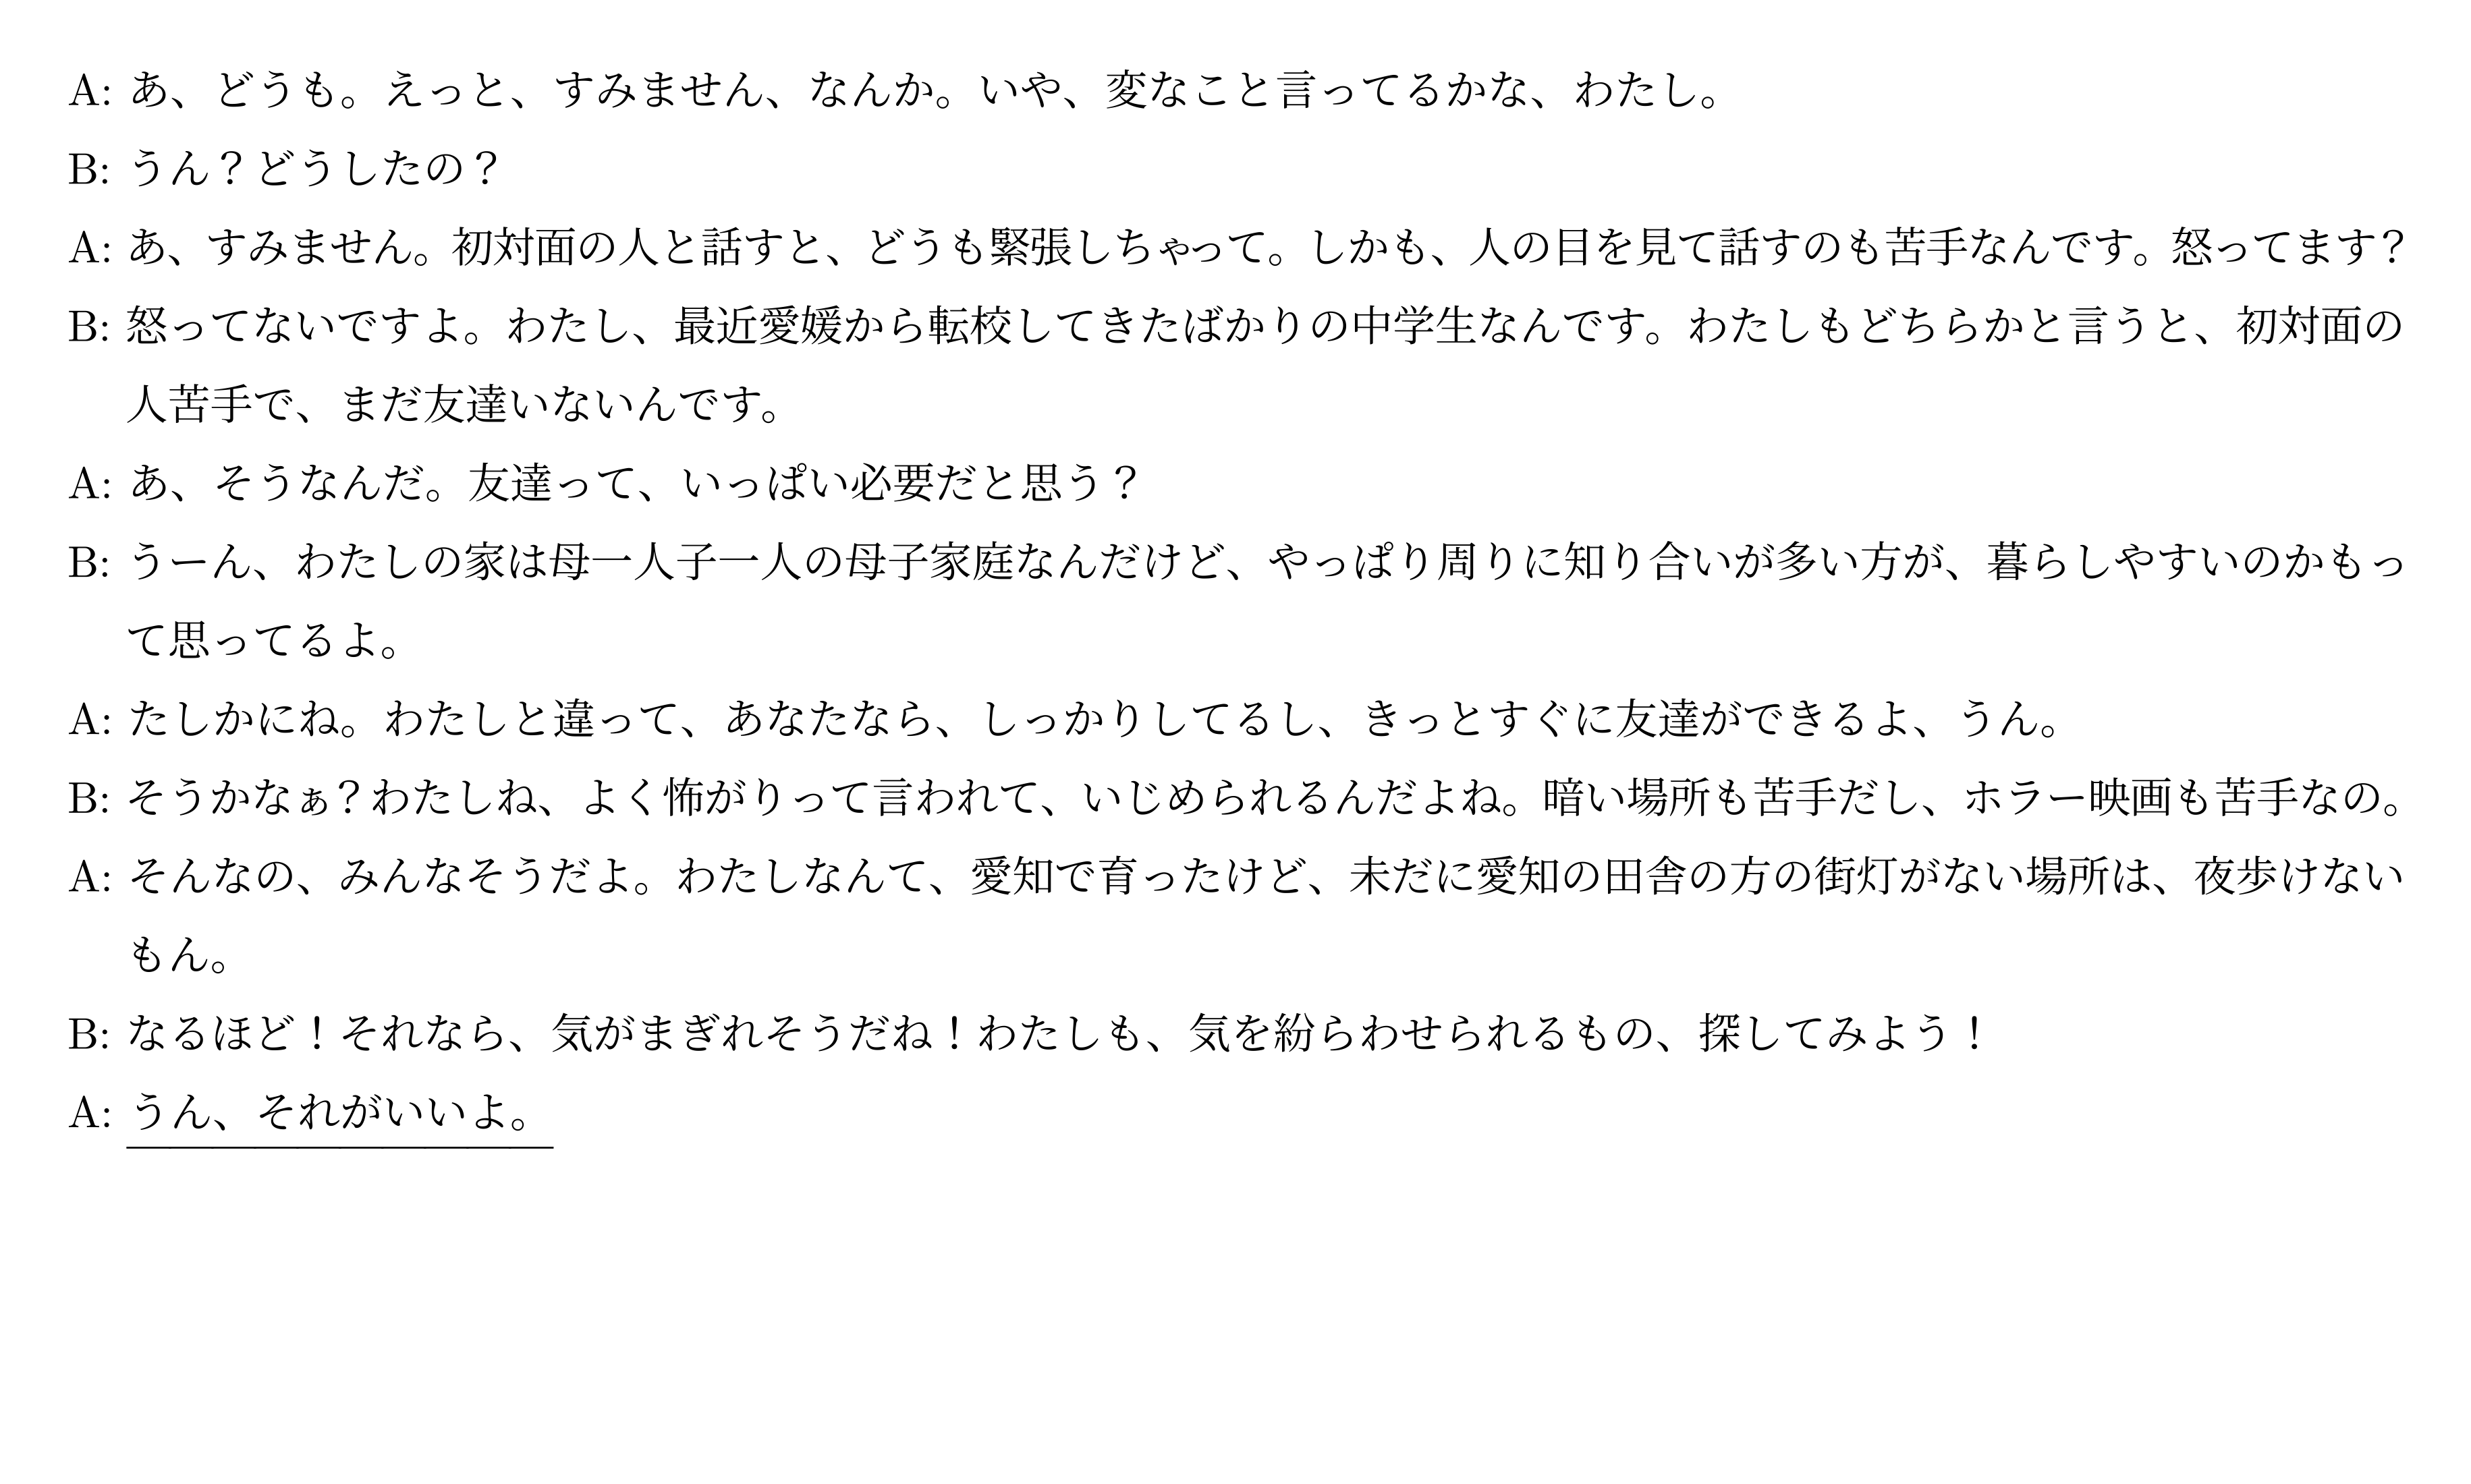 A: あ、どうも。えっと、すみません、なんか。いや、変なこと言ってるかな、わたし。
B: うん？どうしたの？
A: あ、すみません。初対面の人と話すと、どうも緊張しちゃって。しかも、人の目を見て話すのも苦手なんです。怒ってます？
B: 怒ってないですよ。わたし、最近愛媛から転校してきたばかりの中学生なんです。わたしもどちらかと言うと、初対面の
人苦手で、まだ友達いないんです。
A: あ、そうなんだ。友達って、いっぱい必要だと思う？
B: うーん、わたしの家は母一人子一人の母子家庭なんだけど、やっぱり周りに知り合いが多い方が、暮らしやすいのかもっ
て思ってるよ。
A: たしかにね。わたしと違って、あなたなら、しっかりしてるし、きっとすぐに友達ができるよ、うん。
B: そうかなぁ？わたしね、よく怖がりって言われて、いじめられるんだよね。暗い場所も苦手だし、ホラー映画も苦手なの。
A: そんなの、みんなそうだよ。わたしなんて、愛知で育ったけど、未だに愛知の田舎の方の街灯がない場所は、夜歩けない
もん。
B: なるほど！それなら、気がまぎれそうだね！わたしも、気を紛らわせられるもの、探してみよう！
A: うん、それがいいよ。